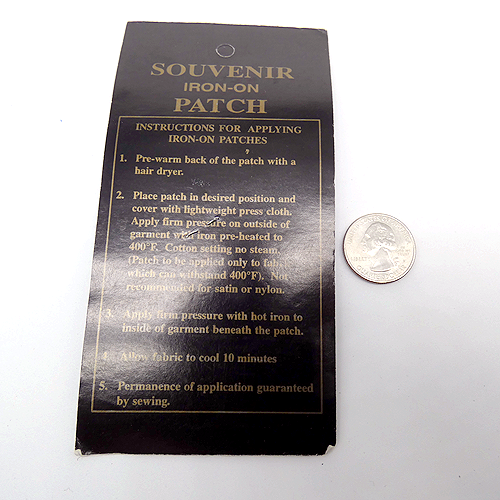 SOUVENIR
IRON-ON
PATCH
INSTRUCTIONS FOR APPLYING
IRON-ON PATCHES
1. Pre-warm back of the patch with a
hair dryer.
2. Place patch in desired position and
cover with lightweight press cloth.
Apply firm pressure on outside of
garment with iron pre-heated to
400°F. Cotton setting no steam.
(Patch to be applied only to fabric
which can withstand 400°F). Not
recommended for satin or nylon.
3. Apply firm pressure with hot iron to
inside of garment beneath the patch.
4. Allow fabric to cool 10 minutes
5. Permanence of application guaranteed
by sewing.